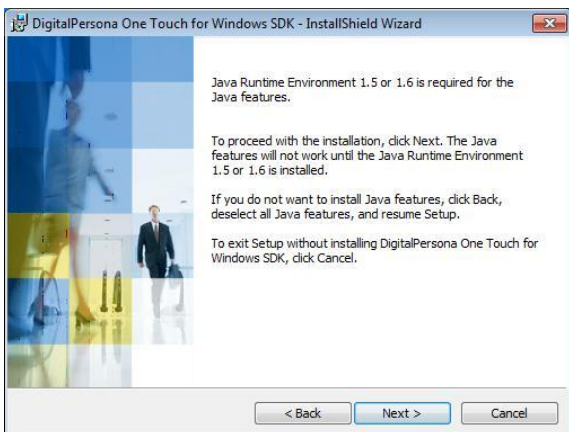 DigitalPersona One Touch for Windows SDK - InstallShield Wizard
Java Runtime Environment 1.5 or 1.6 is required for the
Java features.
To proceed with the installation, click Next. The Java
features will not work until the Java Runtime Environment
1.5 or 1.6 is installed.
If you do not want to install Java features, click Back,
deselect all Java features, and resume Setup.
To exit Setup without installing DigitalPersona One Touch for
Windows SDK, click Cancel.
< Back
Next >
Cancel